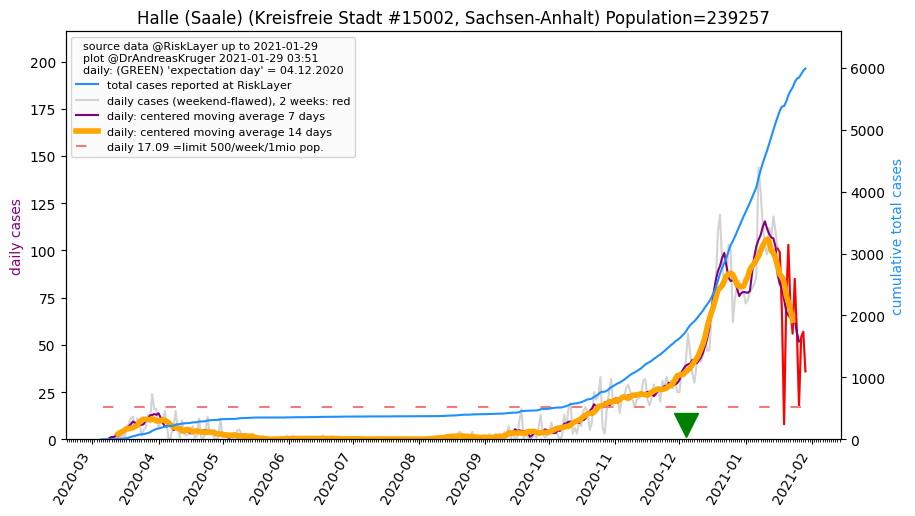 Halle (Saale) (Kreisfreie Stadt #15002, Sachsen-Anhalt) Population=239257
source data @RiskLayer up to 2021-01-29
plot @DrAndreasKruger 2021-01-29 03:51
daily: (GREEN) 'expectation day' = 04.12.2020
total cases reported at RiskLayer
daily cases (weekend-flawed), 2 weeks: red
daily: centered moving average 7 days
daily: centered moving average 14 days
daily 17.09 =limit 500/week/1mio pop.
daily cases
200
175
150
125
100
75
50
25
0
cumulative total cases
6000
5000
4000
3000
2000
1000
0
2020-03
2020-04
2020-05
2020-06
2020-07
2020-08
2020-09
2020-10
2020-11
2020-12
2021-01
2021-02